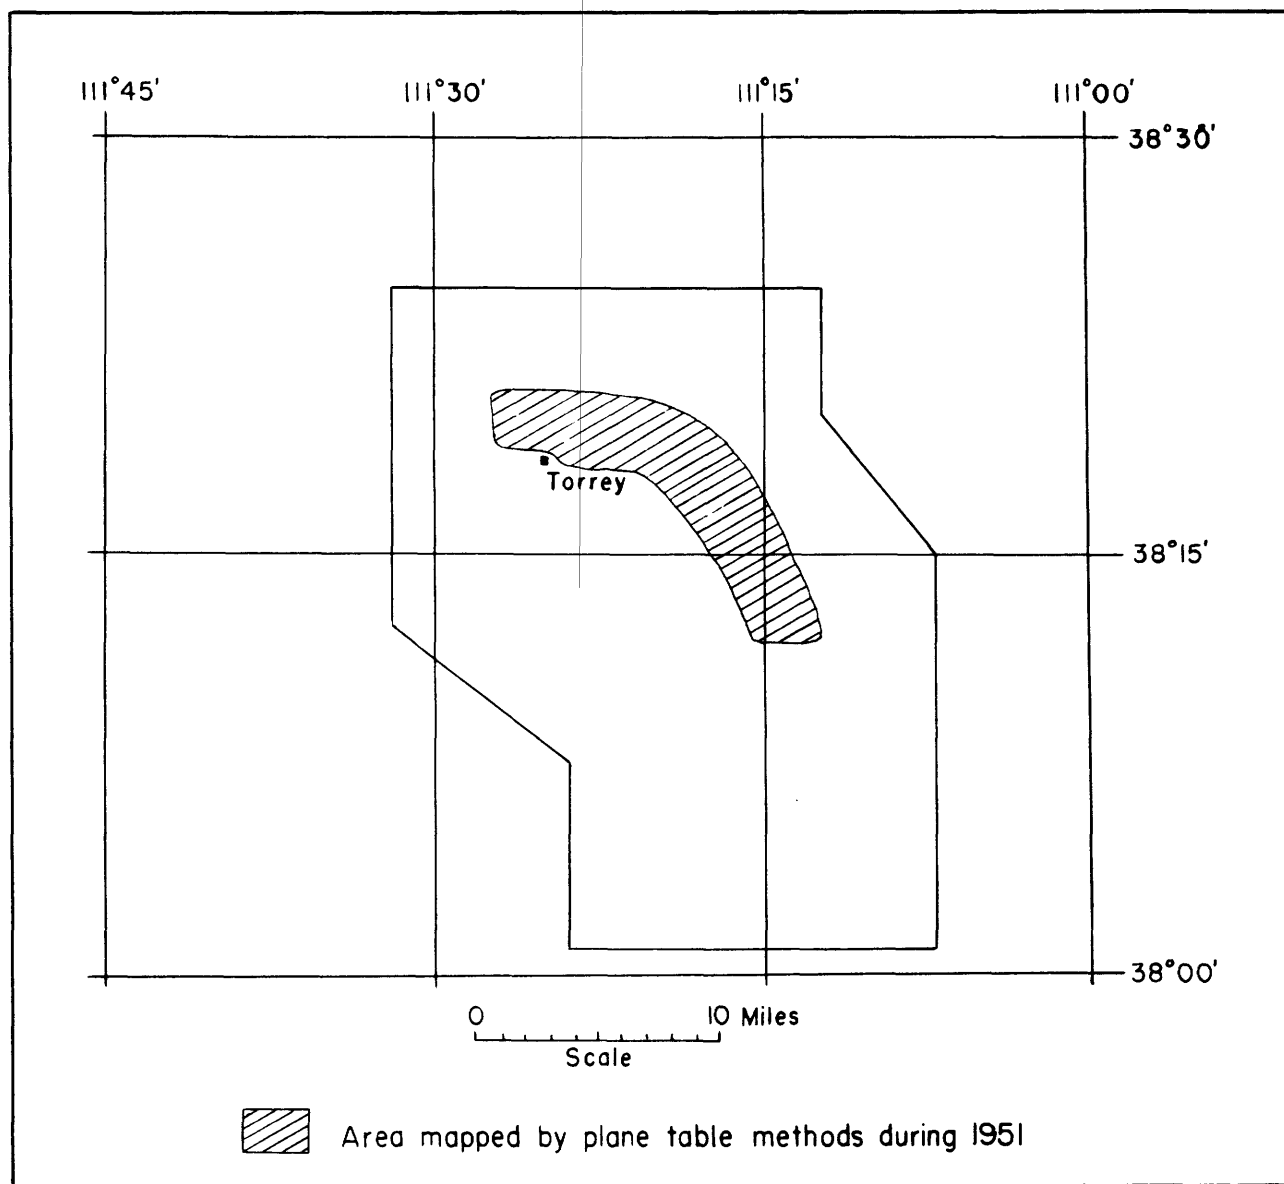 111°45' 111°30' 111°15' 111°00'
38°30'
Torrey
38°15'
38°00'
0 10 Miles
Scale
Area mapped by plane table methods during 1951